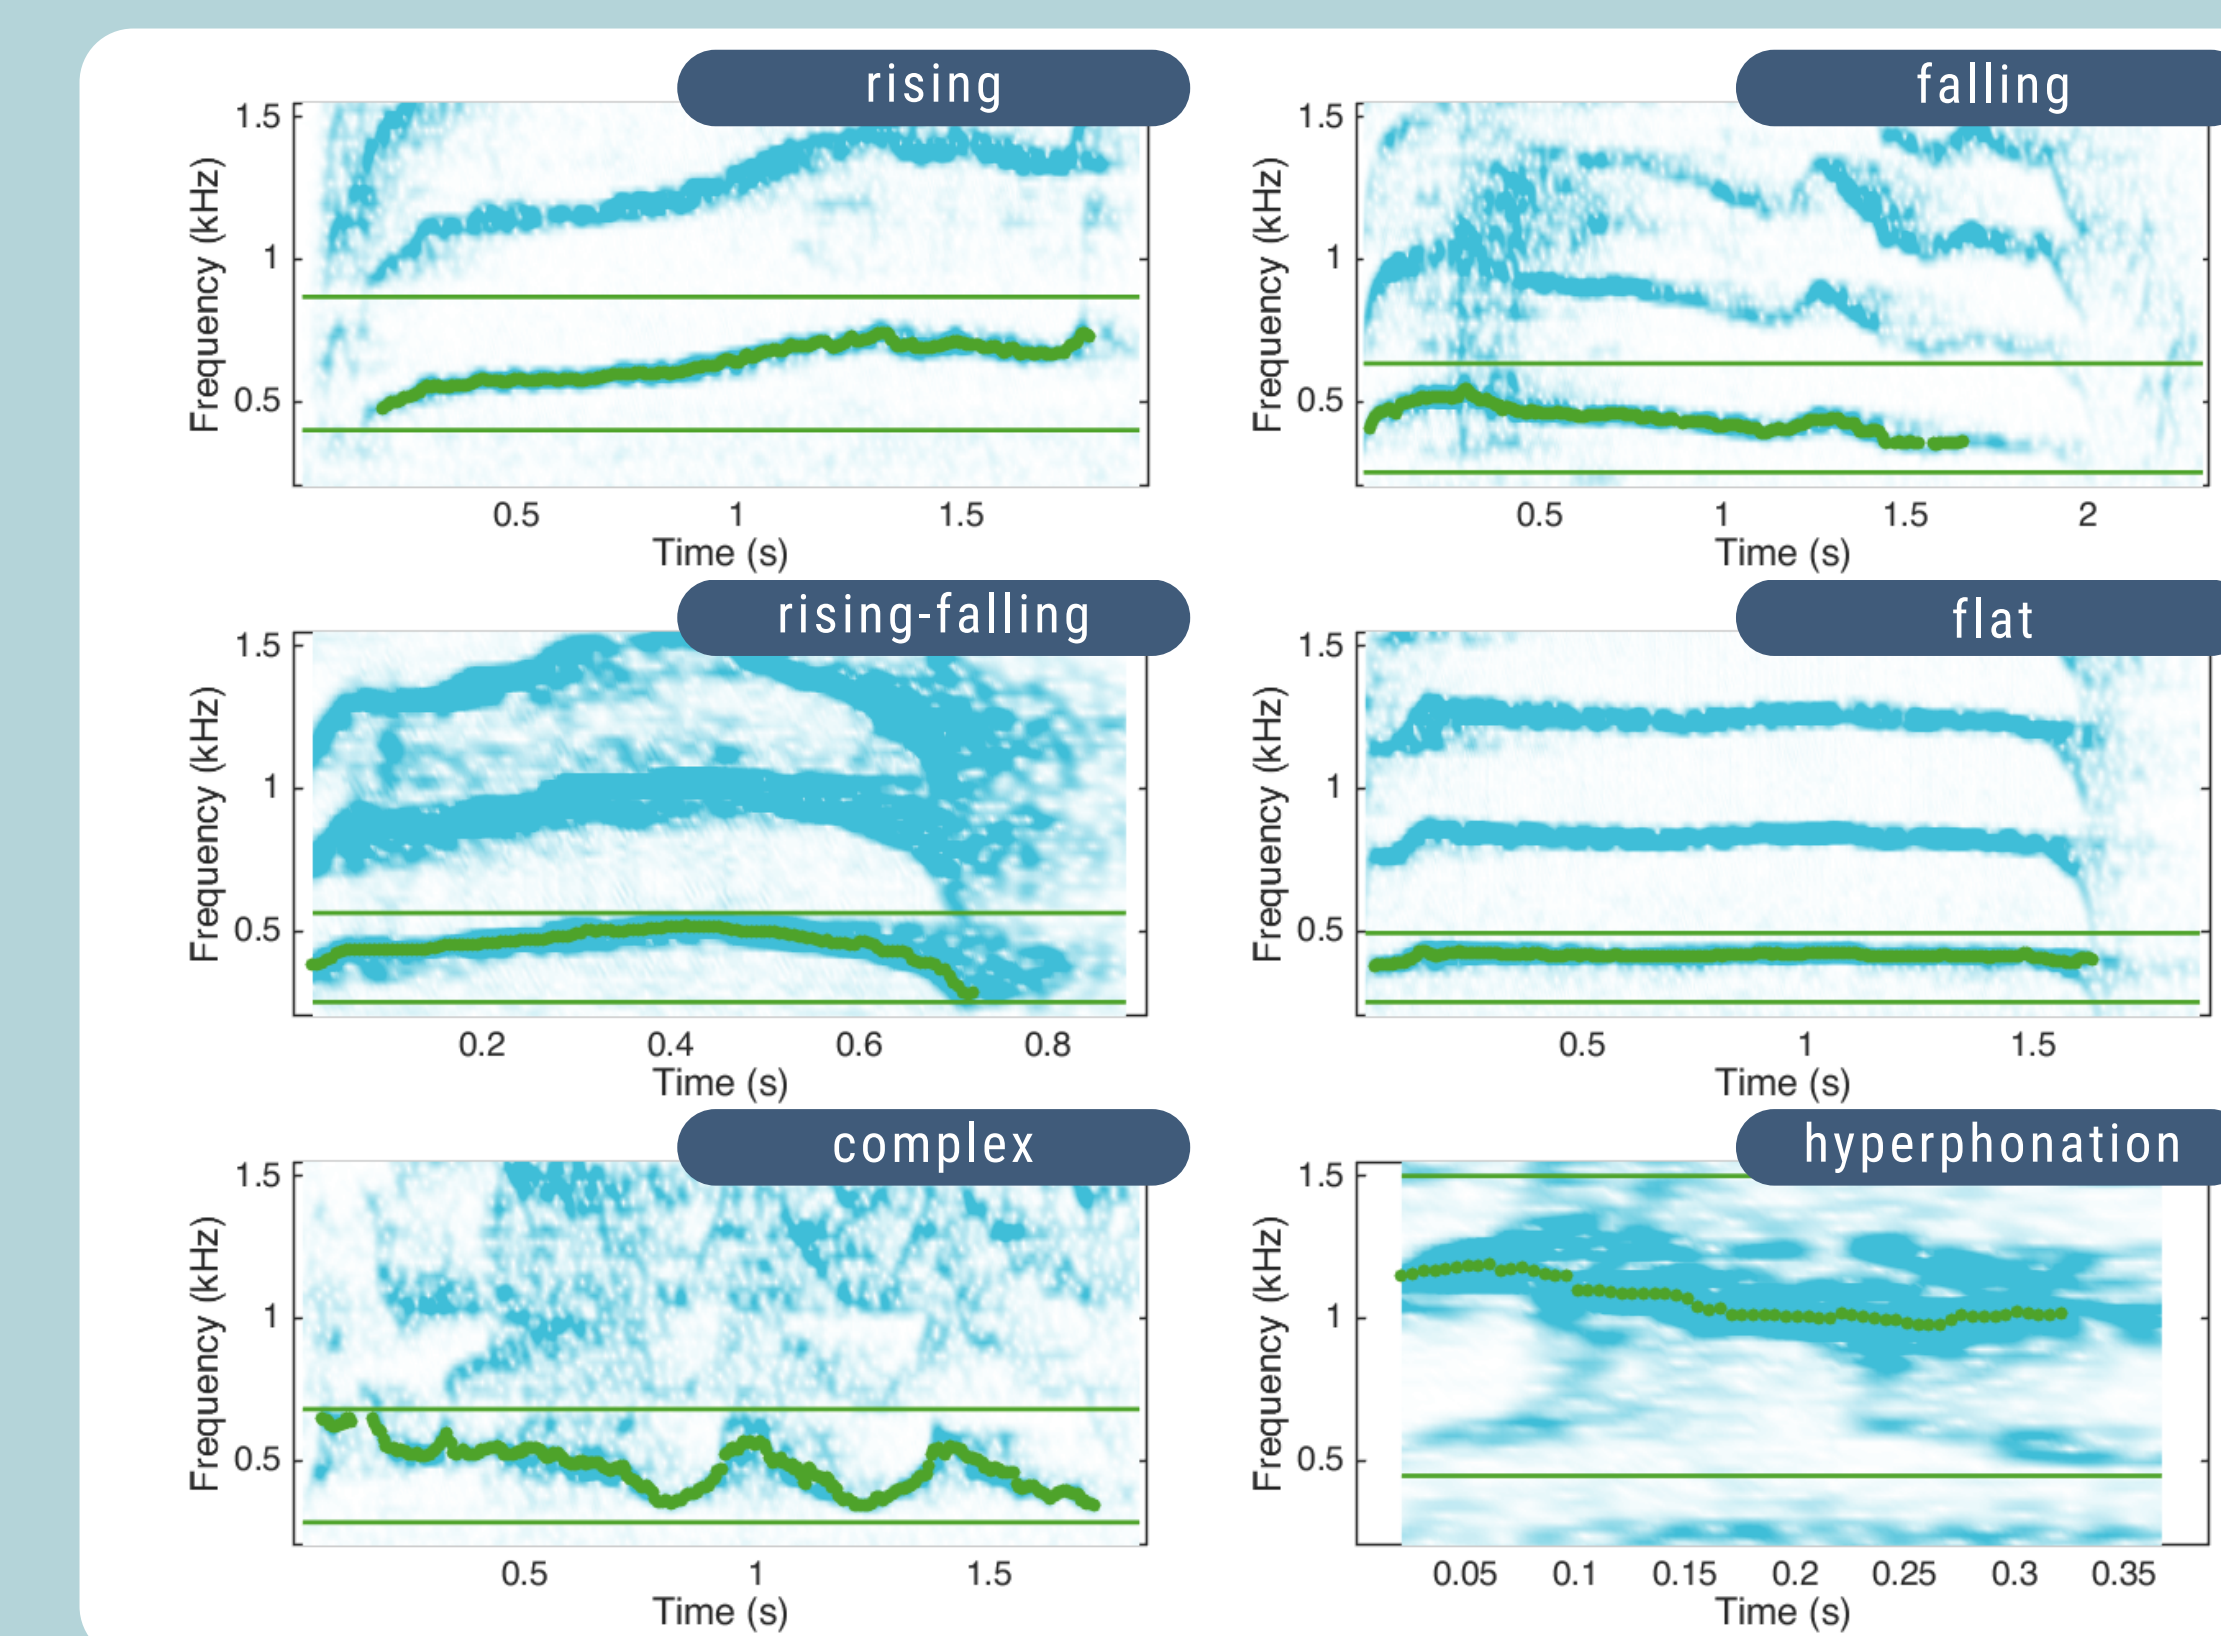 rising
1.5
1
0.5
Frequency (kHz)
0.5 1 1.5
Time (s)
falling
1.5
1
0.5
Frequency (kHz)
0.5 1 1.5 2
Time (s)
rising-falling
1.5
1
0.5
Frequency (kHz)
0.2 0.4 0.6 0.8
Time (s)
flat
1.5
1
0.5
Frequency (kHz)
0.5 1 1.5
Time (s)
complex
1.5
1
0.5
Frequency (kHz)
0.5 1 1.5
Time (s)
hyperphonation
1.5
1
0.5
Frequency (kHz)
0.05 0.1 0.15 0.2 0.25 0.3 0.35
Time (s)